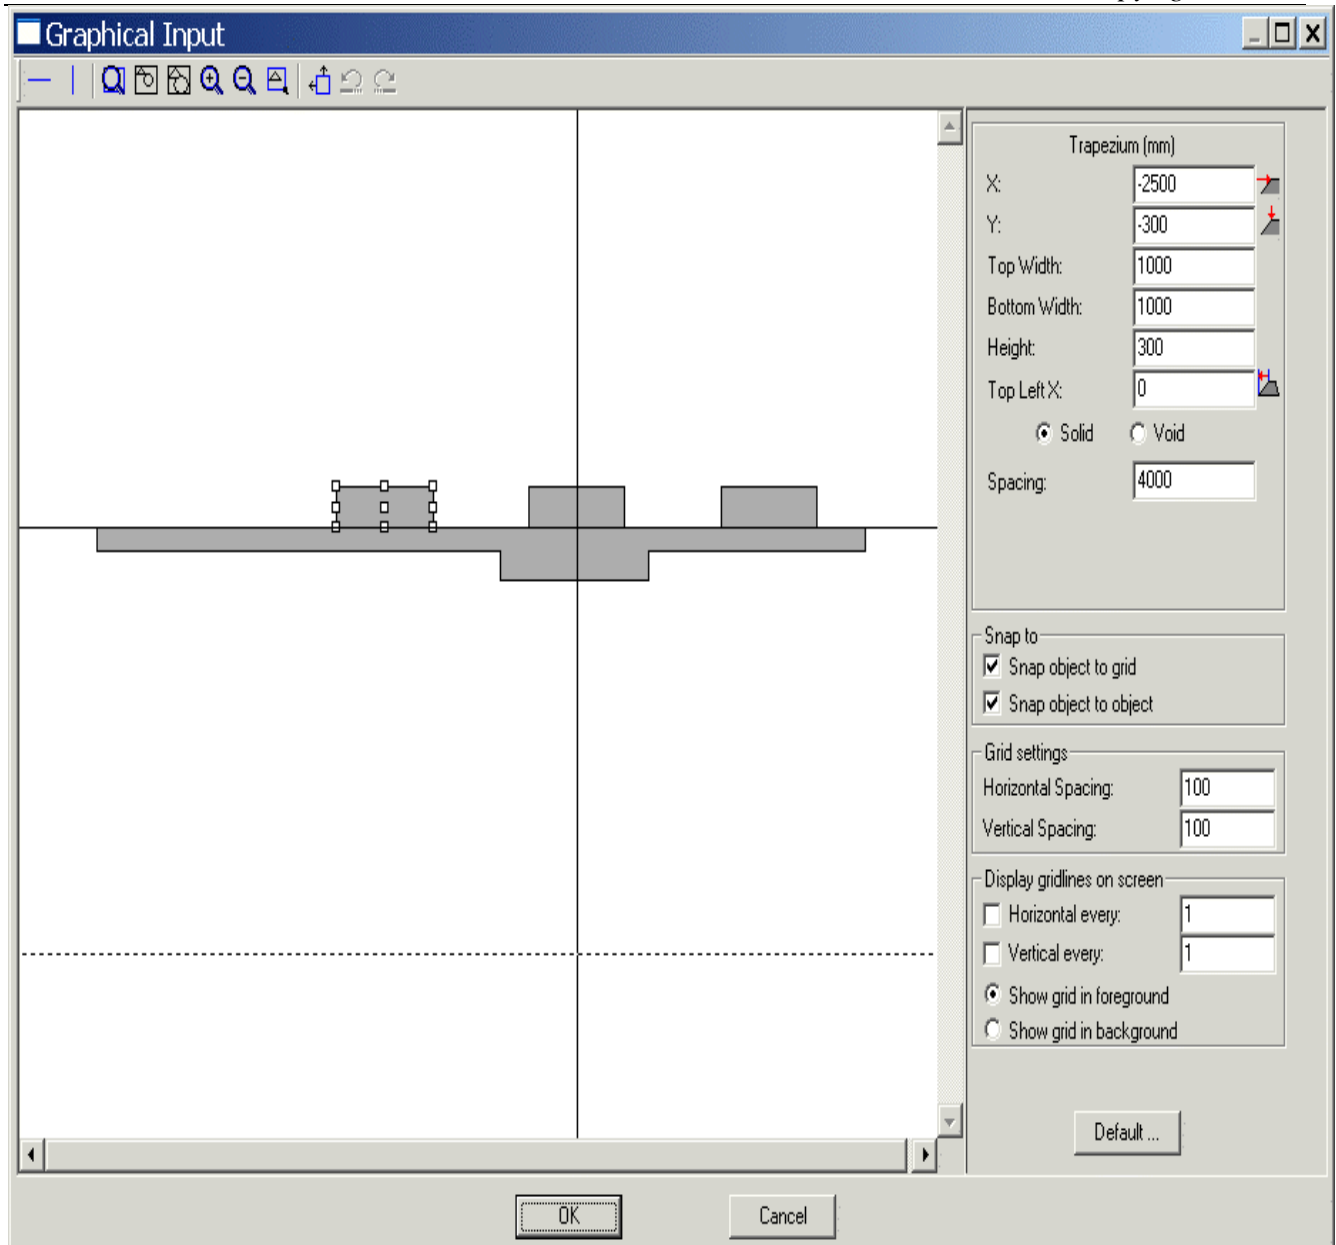 Graphical Input
Trapezium (mm)
X: -2500
Y: -300
Top Width: 1000
Bottom Width: 1000
Height: 300
Top Left X: 0
Solid Void
Spacing: 4000
Snap to
Snap object to grid
Snap object to object
Grid settings
Horizontal Spacing: 100
Vertical Spacing: 100
Display gridlines on screen
Horizontal every: 1
Vertical every: 1
Show grid in foreground
Show grid in background
Default ...
OK Cancel